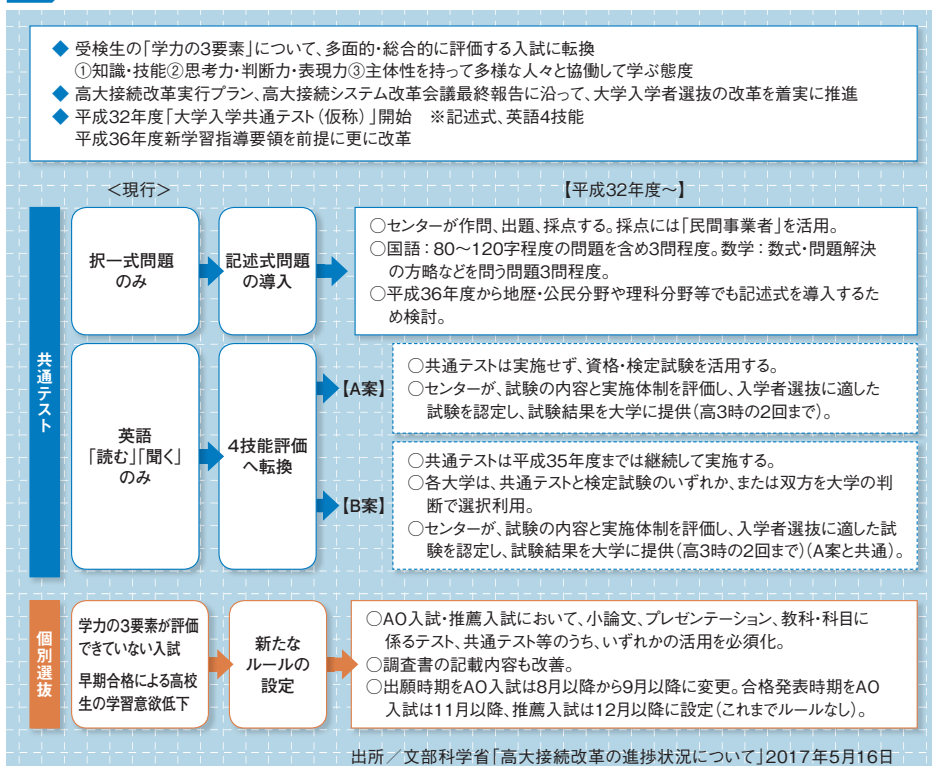 ◆ 受検生の「学力の3要素」について、多面的・総合的に評価する入試に転換
①知識・技能②思考力・判断力・表現力③主体性を持って多様な人々と協働して学ぶ態度
◆ 高大接続改革実行プラン、高大接続システム改革会議最終報告に沿って、大学入学者選抜の改革を着実に推進
◆ 平成32年度「大学入学共通テスト(仮称)」開始　※記述式、英語4技能
平成36年度新学習指導要領を前提に更に改革
＜現行＞
【平成32年度～】
共通テスト
択一式問題
のみ
記述式問題
の導入
○センターが作問、出題、採点する。採点には「民間事業者」を活用。
○国語：80～120字程度の問題を含め3問程度。数学：数式・問題解決
の方略などを問う問題3問程度。
○平成36年度から地歴・公民分野や理科分野等でも記述式を導入するた
め検討。
英語
「読む」「聞く」
のみ
4技能評価
へ転換
【A案】
○共通テストは実施せず、資格・検定試験を活用する。
○センターが、試験の内容と実施体制を評価し、入学者選抜に適した
試験を認定し、試験結果を大学に提供(高3時の2回まで)。
【B案】
○共通テストは平成35年度までは継続して実施する。
○各大学は、共通テストと検定試験のいずれか、または双方を大学の判
断で選択利用。
○センターが、試験の内容と実施体制を評価し、入学者選抜に適した試
験を認定し、試験結果を大学に提供(高3時の2回まで)(A案と共通)。
個別選抜
学力の3要素が評価
できていない入試
早期合格による高校
生の学習意欲低下
新たな
ルールの
設定
○AO入試・推薦入試において、小論文、プレゼンテーション、教科・科目に
係るテスト、共通テスト等のうち、いずれかの活用を必須化。
○調査書の記載内容も改善。
○出願時期をAO入試は8月以降から9月以降に変更。合格発表時期をAO
入試は11月以降、推薦入試は12月以降に設定(これまでルールなし)。
出所／文部科学省「高大接続改革の進捗状況について」2017年5月16日